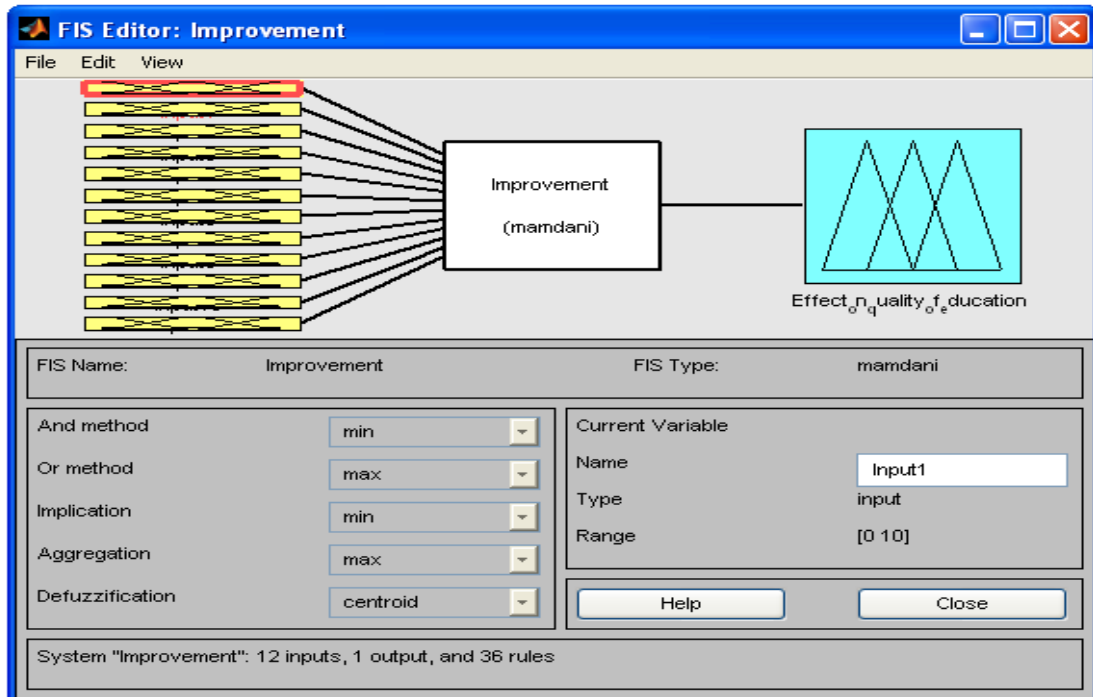 FIS Editor: Improvement
File Edit View
Improvement
(mamdani)
Effect_on_quality_of_education
FIS Name: Improvement FIS Type: mamdani
And method min
Or method max
Implication min
Aggregation max
Defuzzification centroid
Current Variable
Name Input1
Type input
Range [0 10]
Help Close
System "Improvement": 12 inputs, 1 output, and 36 rules